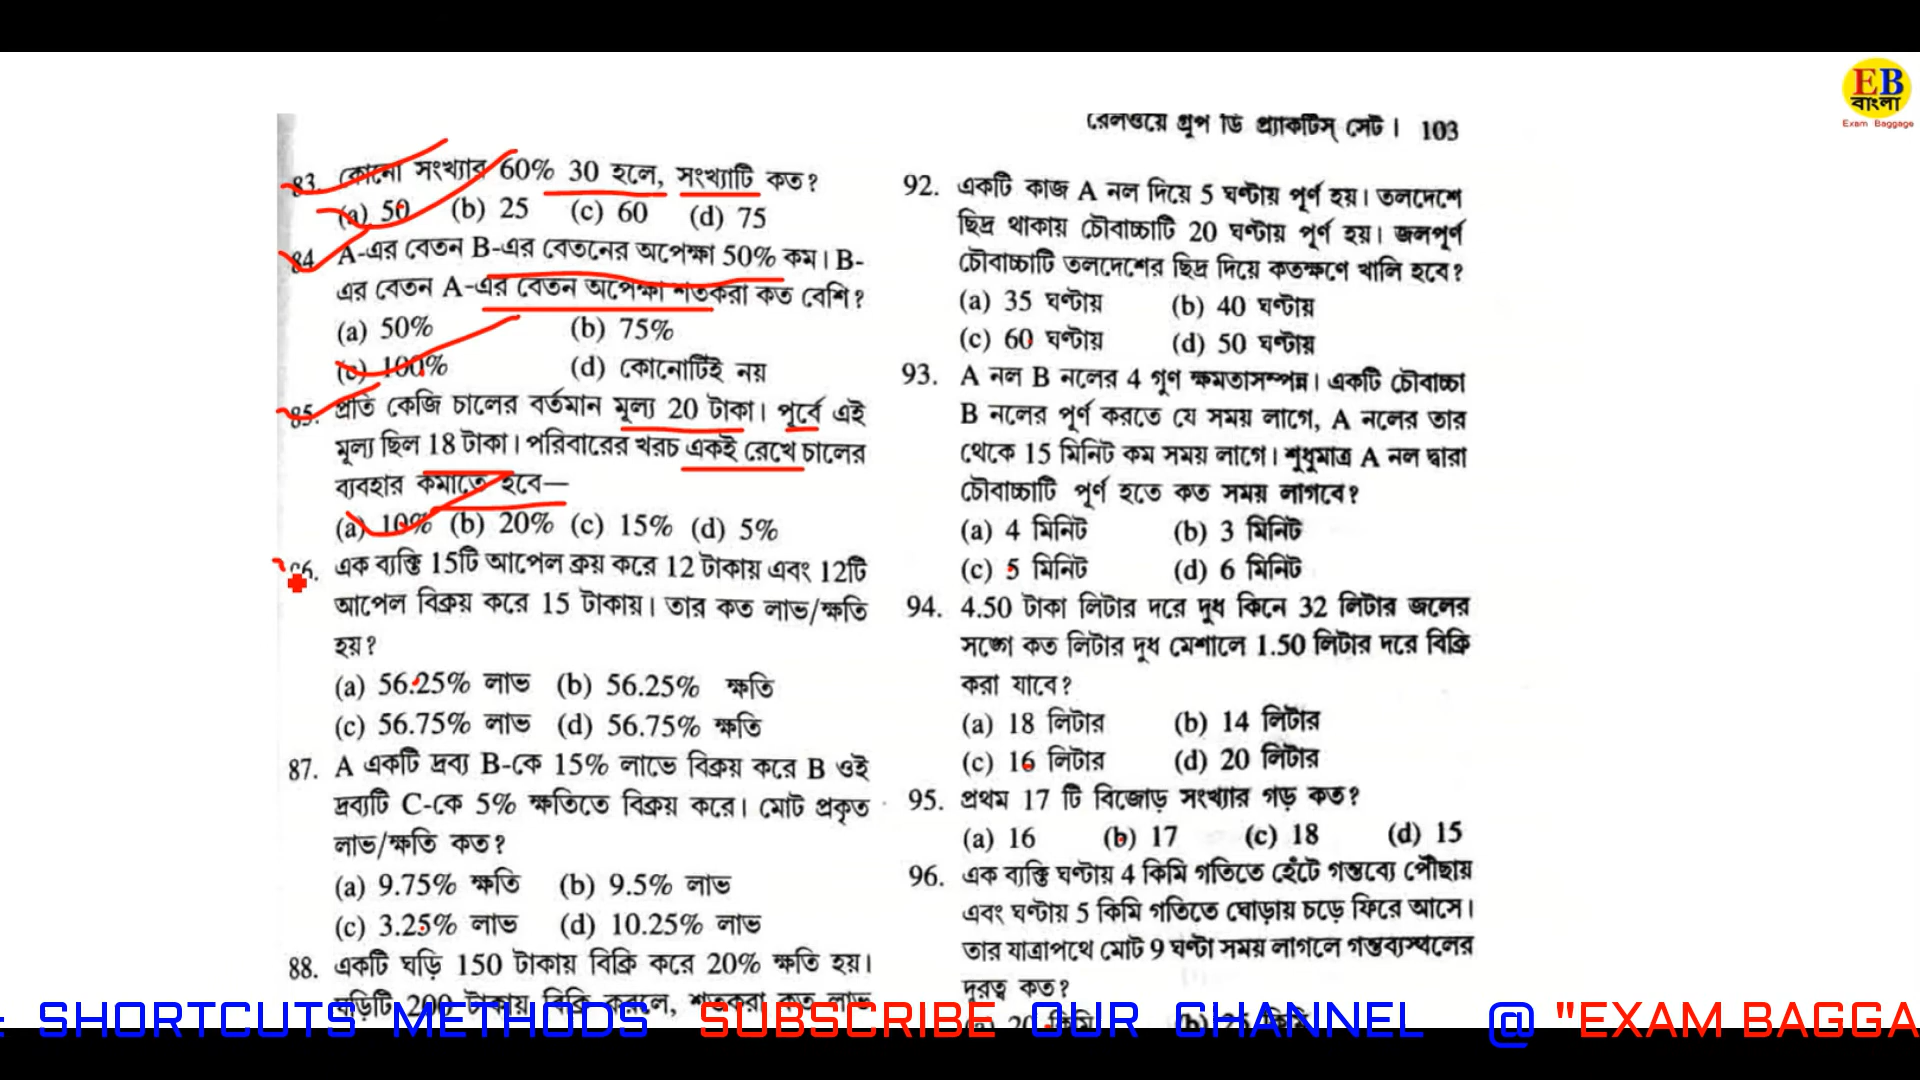 EB
বাংলা
Exam Baggage
রেলওয়ে গ্রুপ ডি প্র্যাকটিস্ সেট। 103
83. কোনো সংখ্যার 60% 30 হলে, সংখ্যাটি কত?
(a) 50 (b) 25 (c) 60 (d) 75
84. A-এর বেতন B-এর বেতনের অপেক্ষা 50% কম। B-
এর বেতন A-এর বেতন অপেক্ষা শতকরা কত বেশি?
(a) 50% (b) 75%
(c) 100% (d) কোনোটিই নয়
85. প্রতি কেজি চালের বর্তমান মূল্য 20 টাকা। পূর্বে এই
মূল্য ছিল 18 টাকা। পরিবারের খরচ একই রেখে চালের
ব্যবহার কমাতে হবে—
(a) 10% (b) 20% (c) 15% (d) 5%
86. এক ব্যক্তি 15টি আপেল ক্রয় করে 12 টাকায় এবং 12টি
আপেল বিক্রয় করে 15 টাকায়। তার কত লাভ/ক্ষতি
হয়?
(a) 56.25% লাভ (b) 56.25% ক্ষতি
(c) 56.75% লাভ (d) 56.75% ক্ষতি
87. A একটি দ্রব্য B-কে 15% লাভে বিক্রয় করে B ওই
দ্রব্যটি C-কে 5% ক্ষতিতে বিক্রয় করে। মোট প্রকৃত
লাভ/ক্ষতি কত?
(a) 9.75% ক্ষতি (b) 9.5% লাভ
(c) 3.25% লাভ (d) 10.25% লাভ
88. একটি ঘড়ি 150 টাকায় বিক্রি করে 20% ক্ষতি হয়।
ঘড়িটি 200 টাকায় বিক্রি করলে, শতকরা কত লাভ
92. একটি কাজ A নল দিয়ে 5 ঘণ্টায় পূর্ণ হয়। তলদেশে
ছিদ্র থাকায় চৌবাচ্চাটি 20 ঘণ্টায় পূর্ণ হয়। জলপূর্ণ
চৌবাচ্চাটি তলদেশের ছিদ্র দিয়ে কতক্ষণে খালি হবে?
(a) 35 ঘণ্টায় (b) 40 ঘণ্টায়
(c) 60 ঘণ্টায় (d) 50 ঘণ্টায়
93. A নল B নলের 4 গুণ ক্ষমতাসম্পন্ন। একটি চৌবাচ্চা
B নলের পূর্ণ করতে যে সময় লাগে, A নলের তার
থেকে 15 মিনিট কম সময় লাগে। শুধুমাত্র A নল দ্বারা
চৌবাচ্চাটি পূর্ণ হতে কত সময় লাগবে?
(a) 4 মিনিট (b) 3 মিনিট
(c) 5 মিনিট (d) 6 মিনিট
94. 4.50 টাকা লিটার দরে দুধ কিনে 32 লিটার জলের
সঙ্গে কত লিটার দুধ মেশালে 1.50 লিটার দরে বিক্রি
করা যাবে?
(a) 18 লিটার (b) 14 লিটার
(c) 16 লিটার (d) 20 লিটার
95. প্রথম 17 টি বিজোড় সংখ্যার গড় কত?
(a) 16 (b) 17 (c) 18 (d) 15
96. এক ব্যক্তি ঘণ্টায় 4 কিমি গতিতে হেঁটে গন্তব্যে পৌঁছায়
এবং ঘণ্টায় 5 কিমি গতিতে ঘোড়ায় চড়ে ফিরে আসে।
তার যাত্রাপথে মোট 9 ঘণ্টা সময় লাগলে গন্তব্যস্থলের
দূরত্ব কত?
(a) 20 কিমি (b) 25 কিমি
SHORTCUTS METHODS SUBSCRIBE OUR CHANNEL @ "EXAM BAGGA